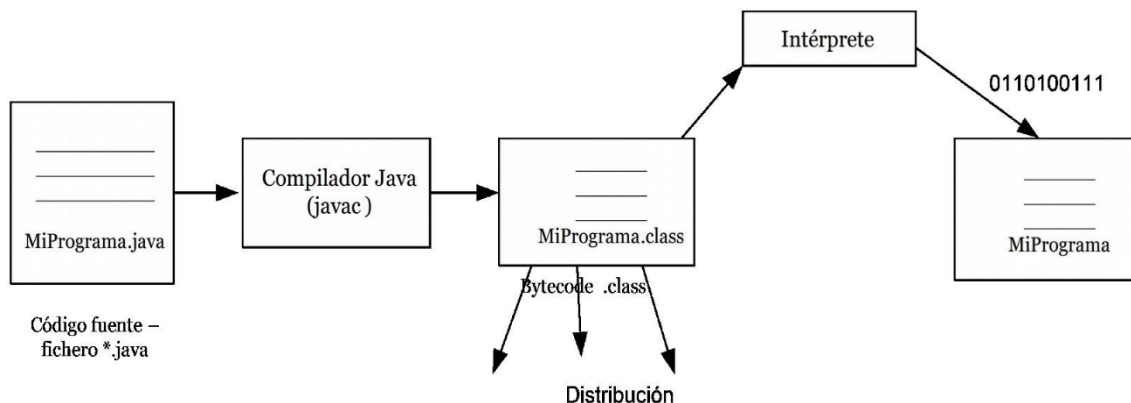 Intérprete
0110100111
MiPrograma.java
Compilador Java
(javac )
MiPrograma.class
MiPrograma
Bytecode .class
Código fuente –
fichero *.java
Distribución